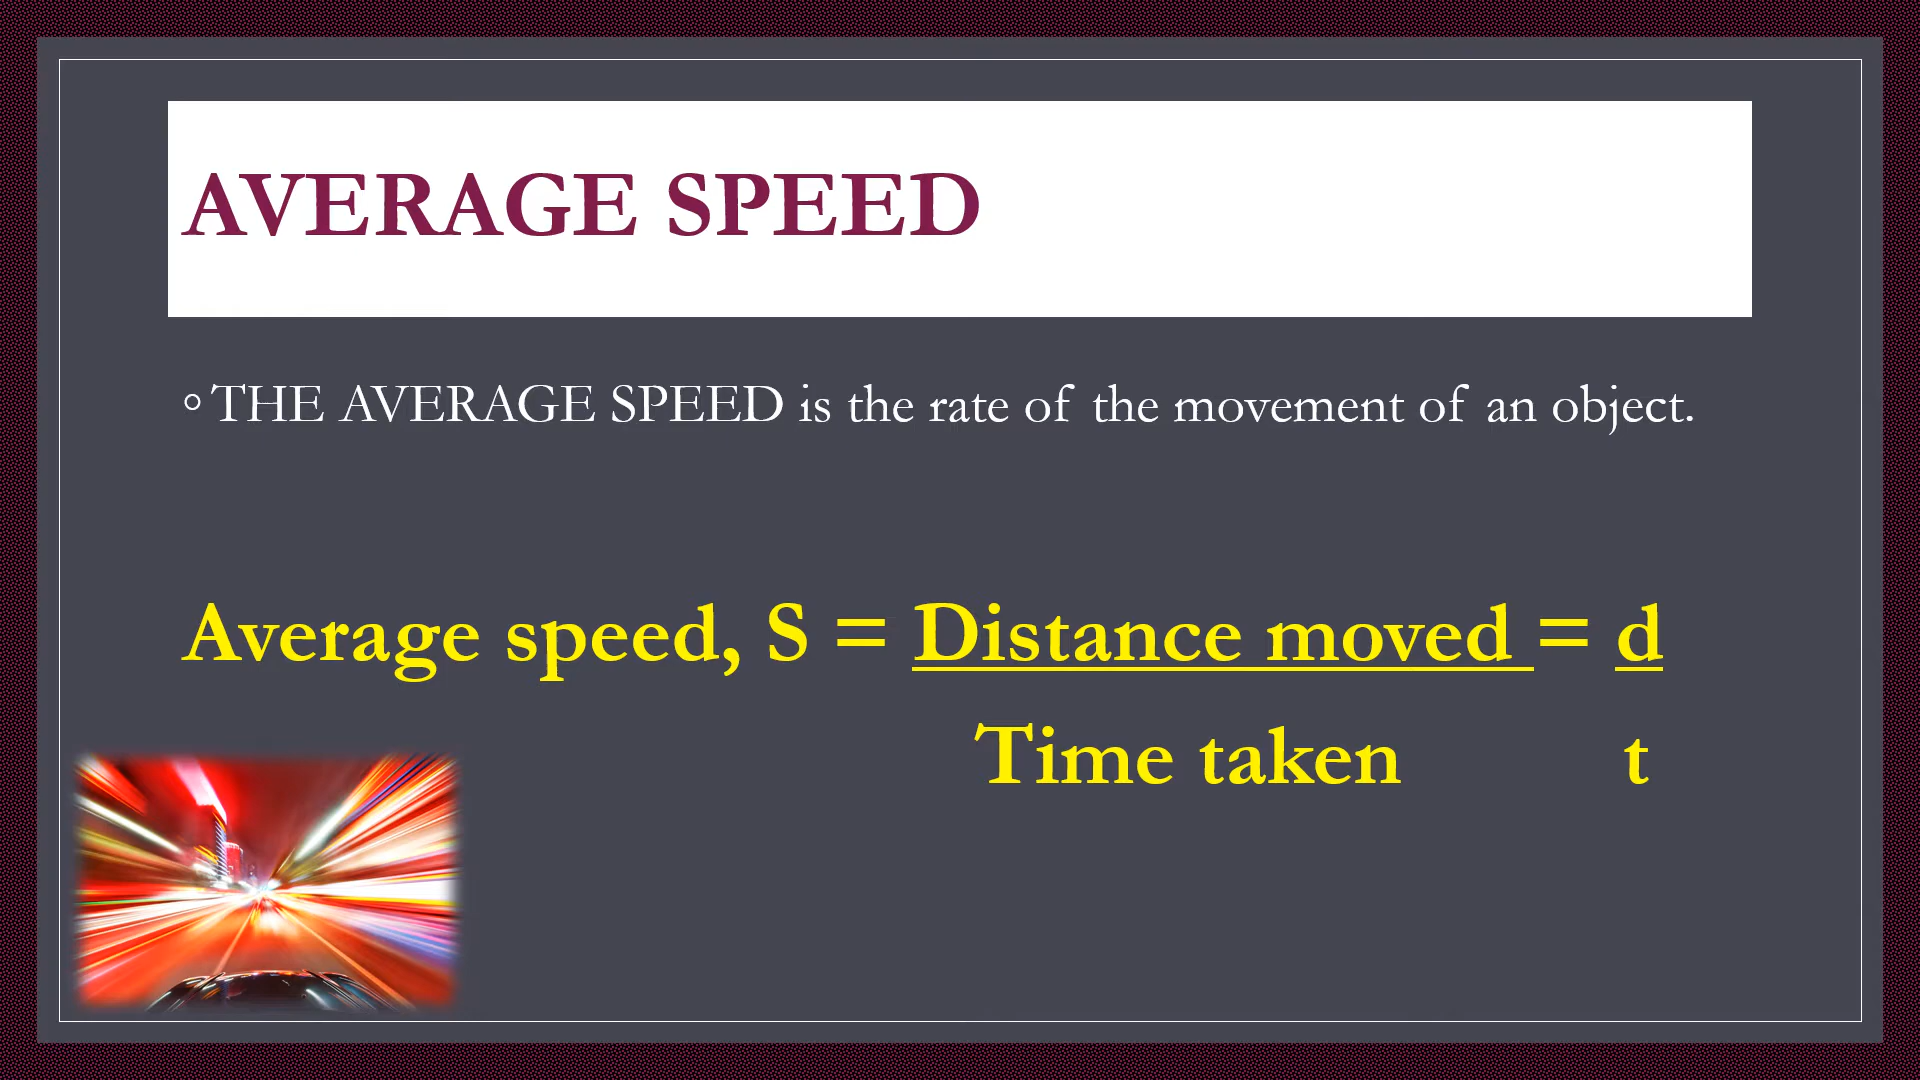 AVERAGE SPEED
◦ THE AVERAGE SPEED is the rate of the movement of an object.
Average speed, S = Distance moved = d
Time taken t